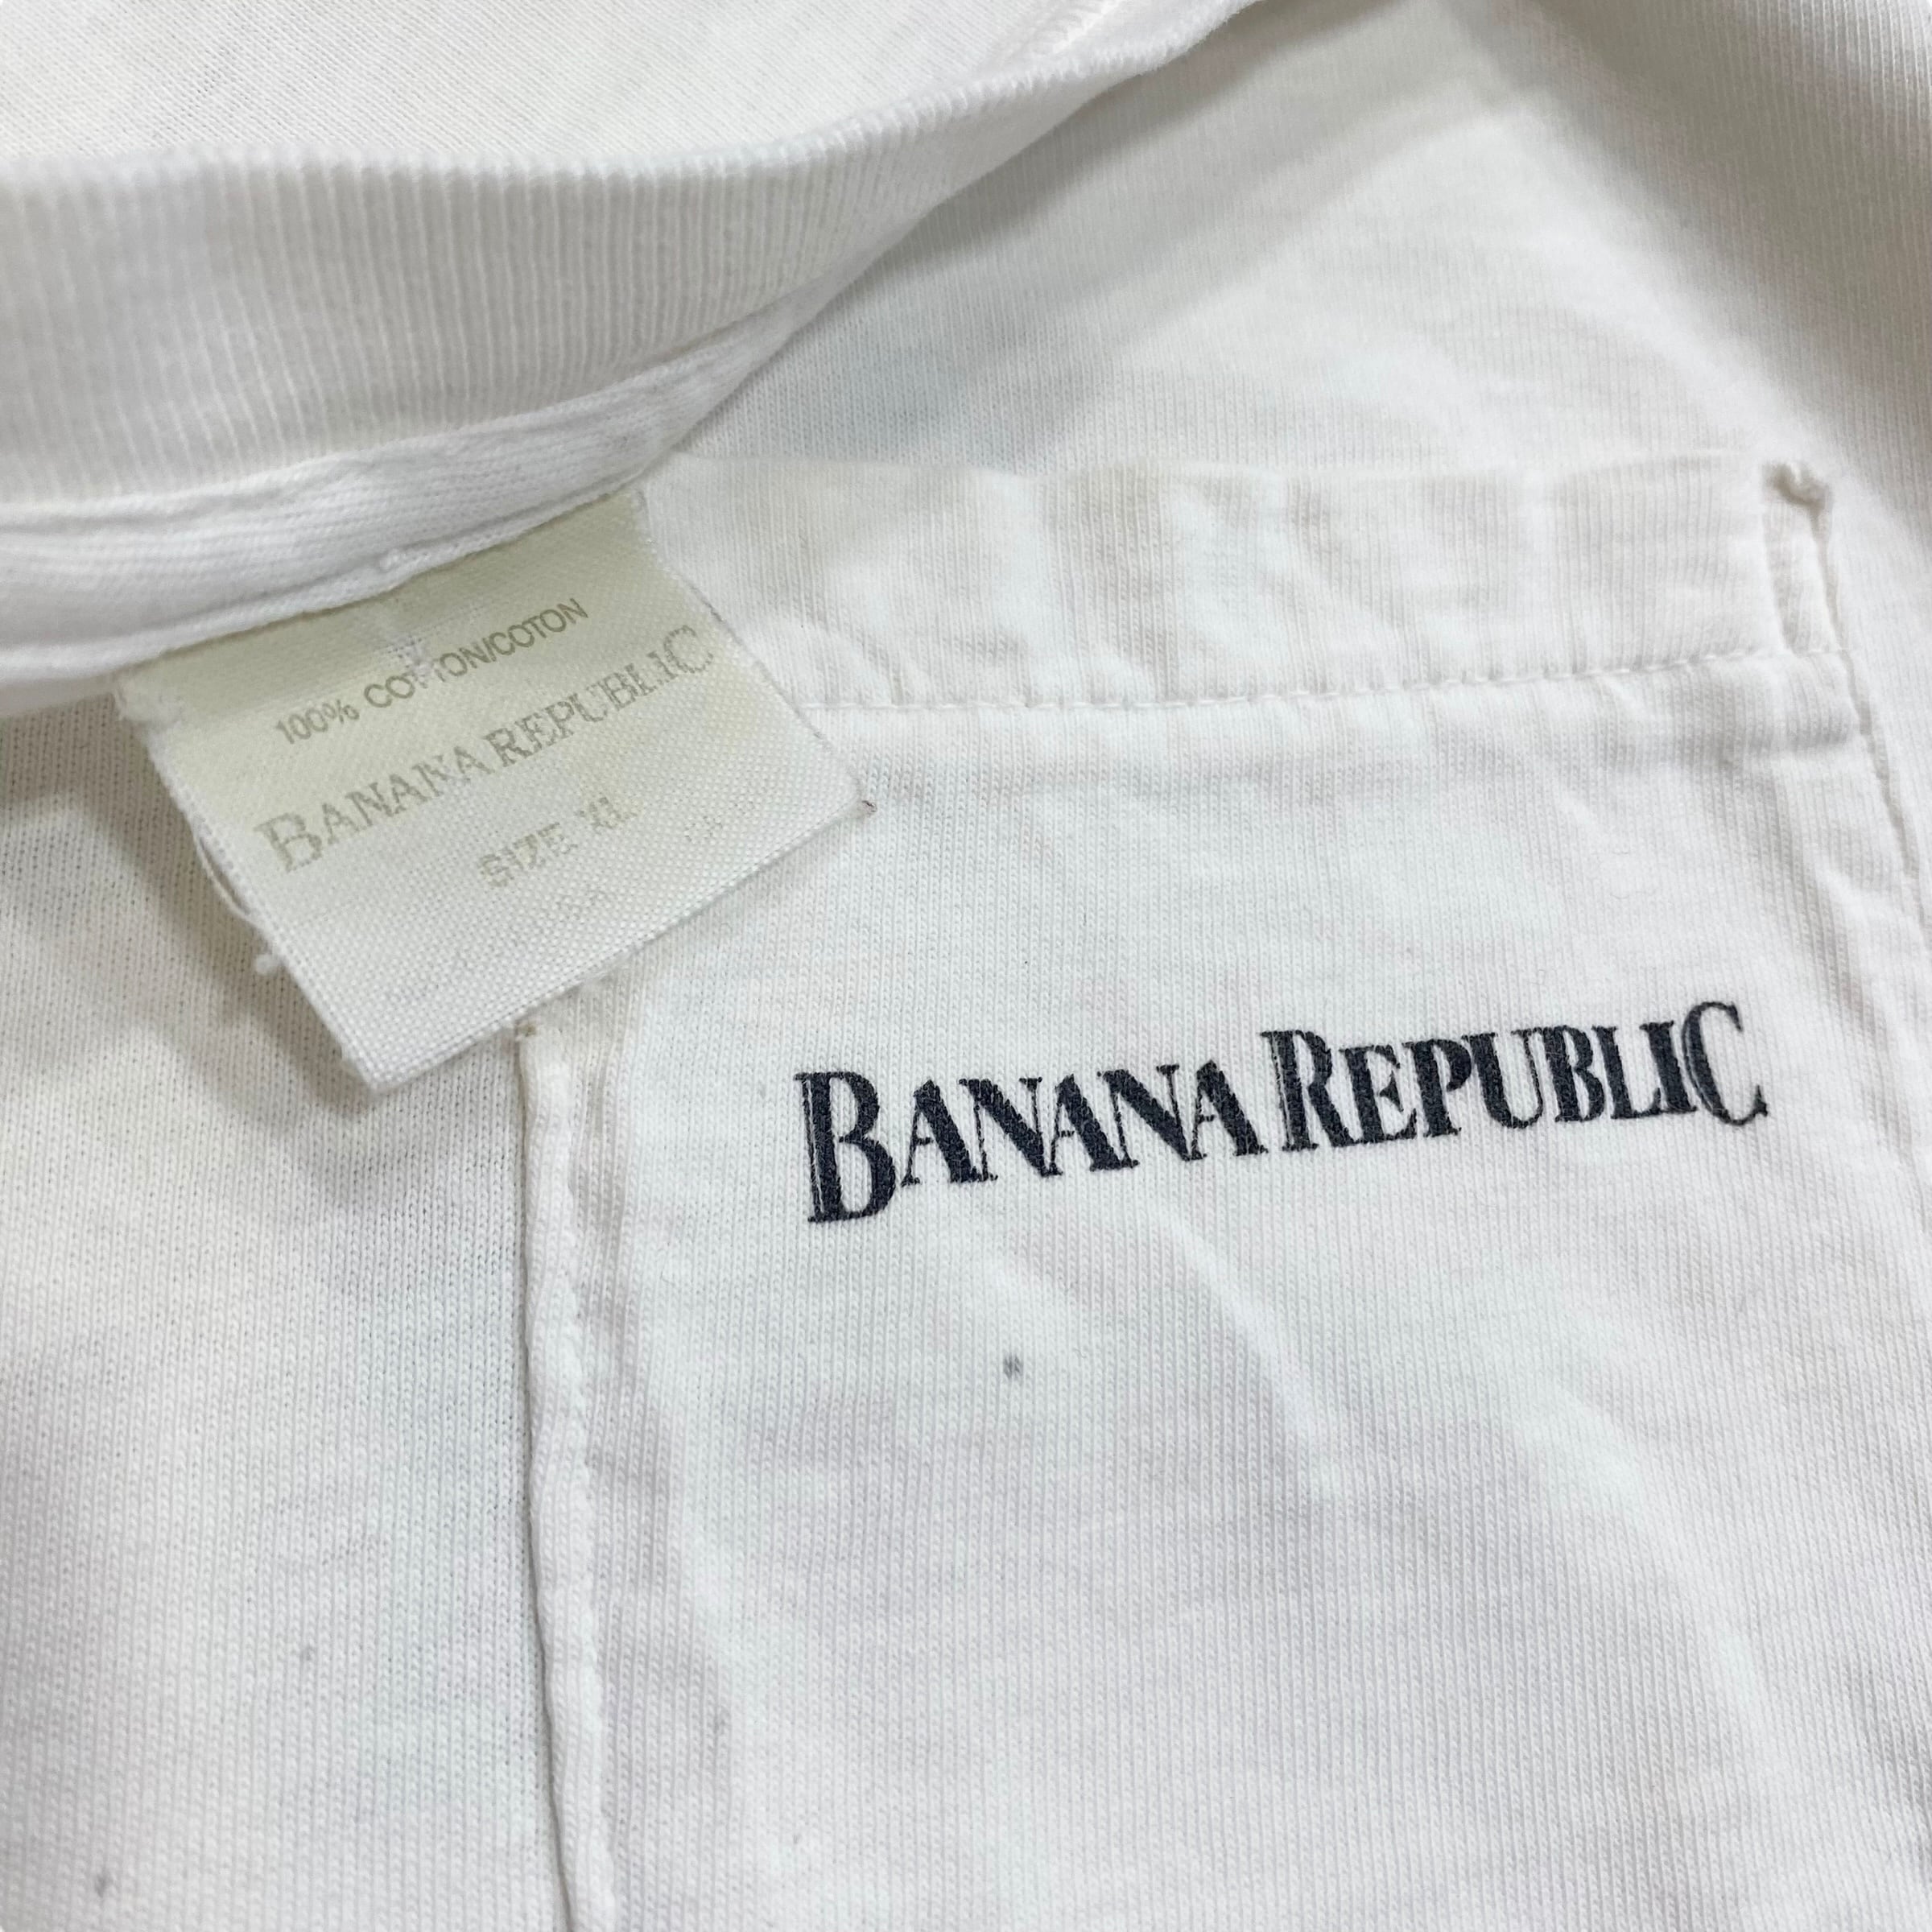 100% COTTON/COTON
BANANA REPUBLIC
SIZE XL
BANANA REPUBLIC